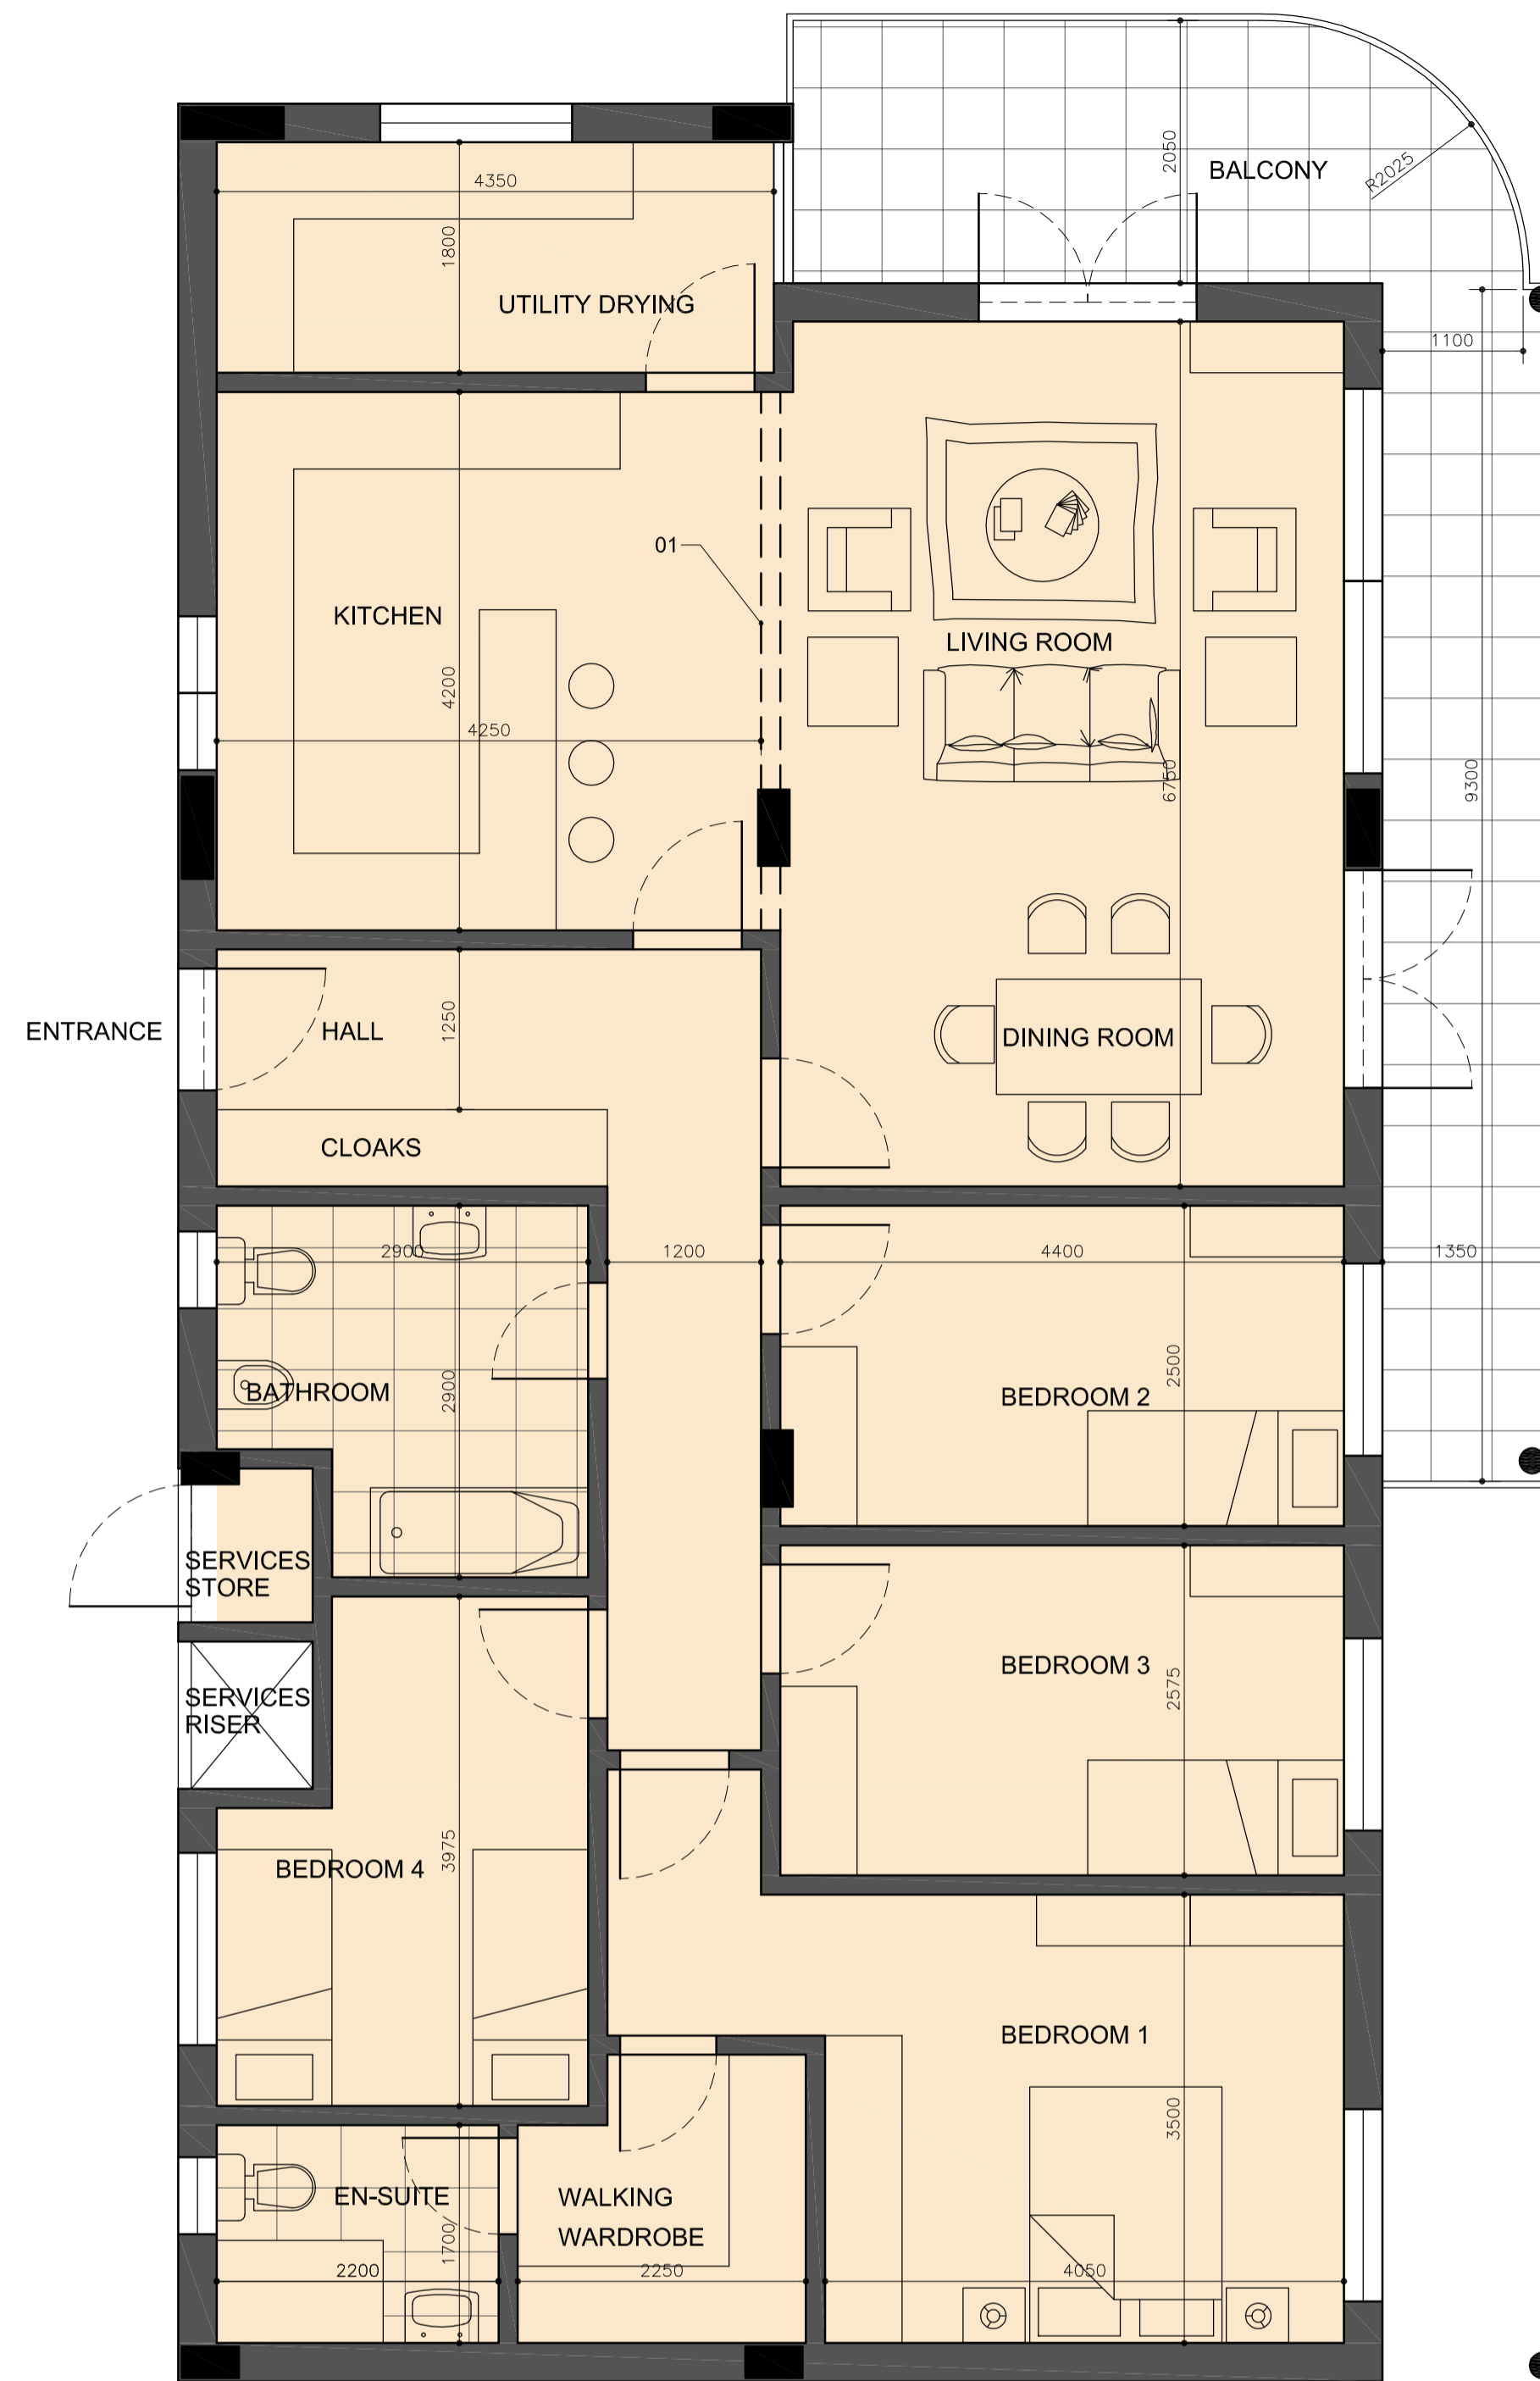 2050
BALCONY
R2025
4350
1800
UTILITY DRYING
1100
01
KITCHEN
LIVING ROOM
4200
4250
6750
9300
ENTRANCE
HALL
1250
DINING ROOM
CLOAKS
2900
1200
4400
1350
2500
BATHROOM
2900
BEDROOM 2
SERVICES
STORE
BEDROOM 3
2575
SERVICES
RISER
3975
BEDROOM 4
BEDROOM 1
3500
EN-SUITE
WALKING
WARDROBE
1700
2200
2250
4050